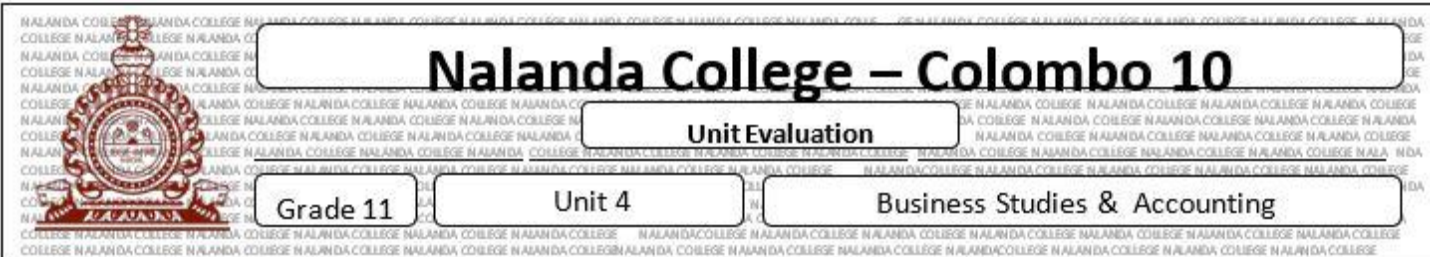 Nalanda College – Colombo 10
Unit Evaluation
Grade 11
Unit 4
Business Studies & Accounting